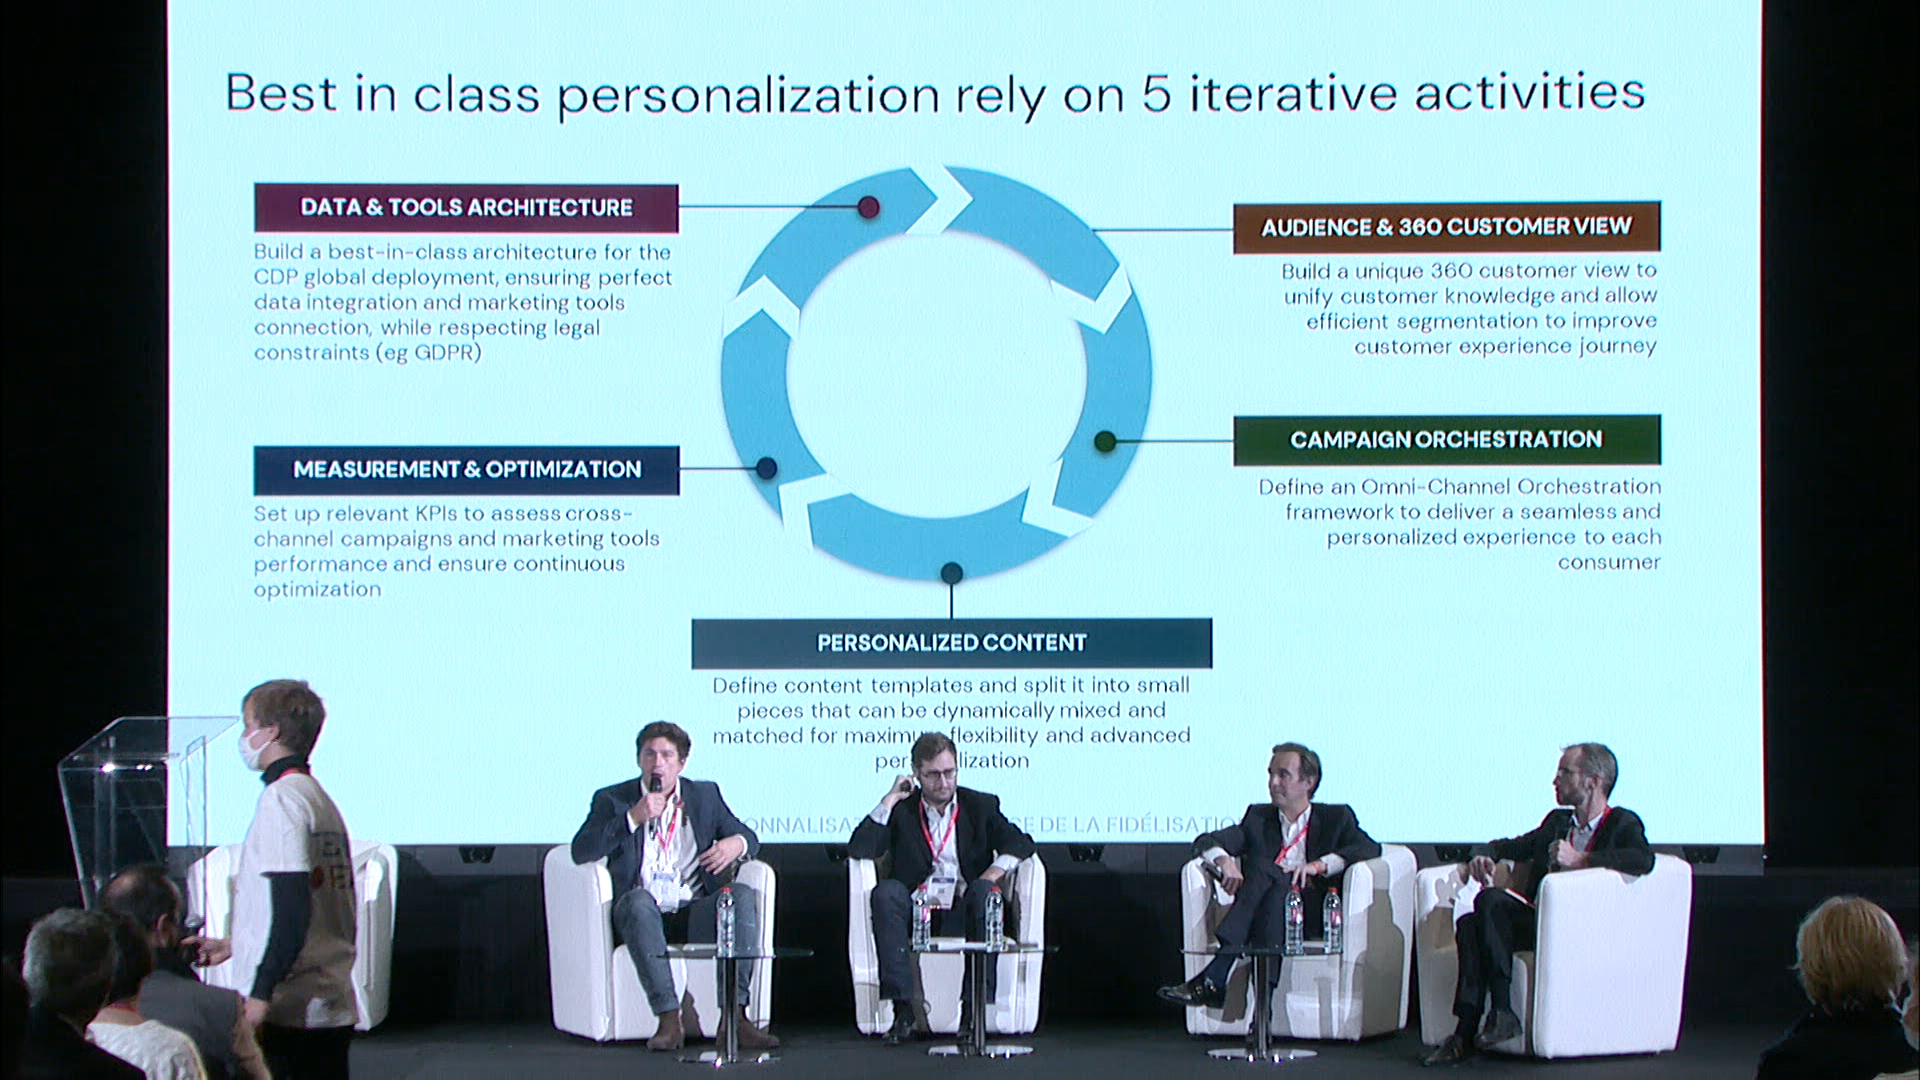 Best in class personalization rely on 5 iterative activities
DATA & TOOLS ARCHITECTURE
Build a best-in-class architecture for the
CDP global deployment, ensuring perfect
data integration and marketing tools
connection, while respecting legal
constraints (eg GDPR)
AUDIENCE & 360 CUSTOMER VIEW
Build a unique 360 customer view to
unify customer knowledge and allow
efficient segmentation to improve
customer experience journey
CAMPAIGN ORCHESTRATION
Define an Omni-Channel Orchestration
framework to deliver a seamless and
personalized experience to each
consumer
MEASUREMENT & OPTIMIZATION
Set up relevant KPIs to assess cross-
channel campaigns and marketing tools
performance and ensure continuous
optimization
PERSONALIZED CONTENT
Define content templates and split it into small
pieces that can be dynamically mixed and
matched for maximum flexibility and advanced
per lization
DE LA FIDÉLISATIO